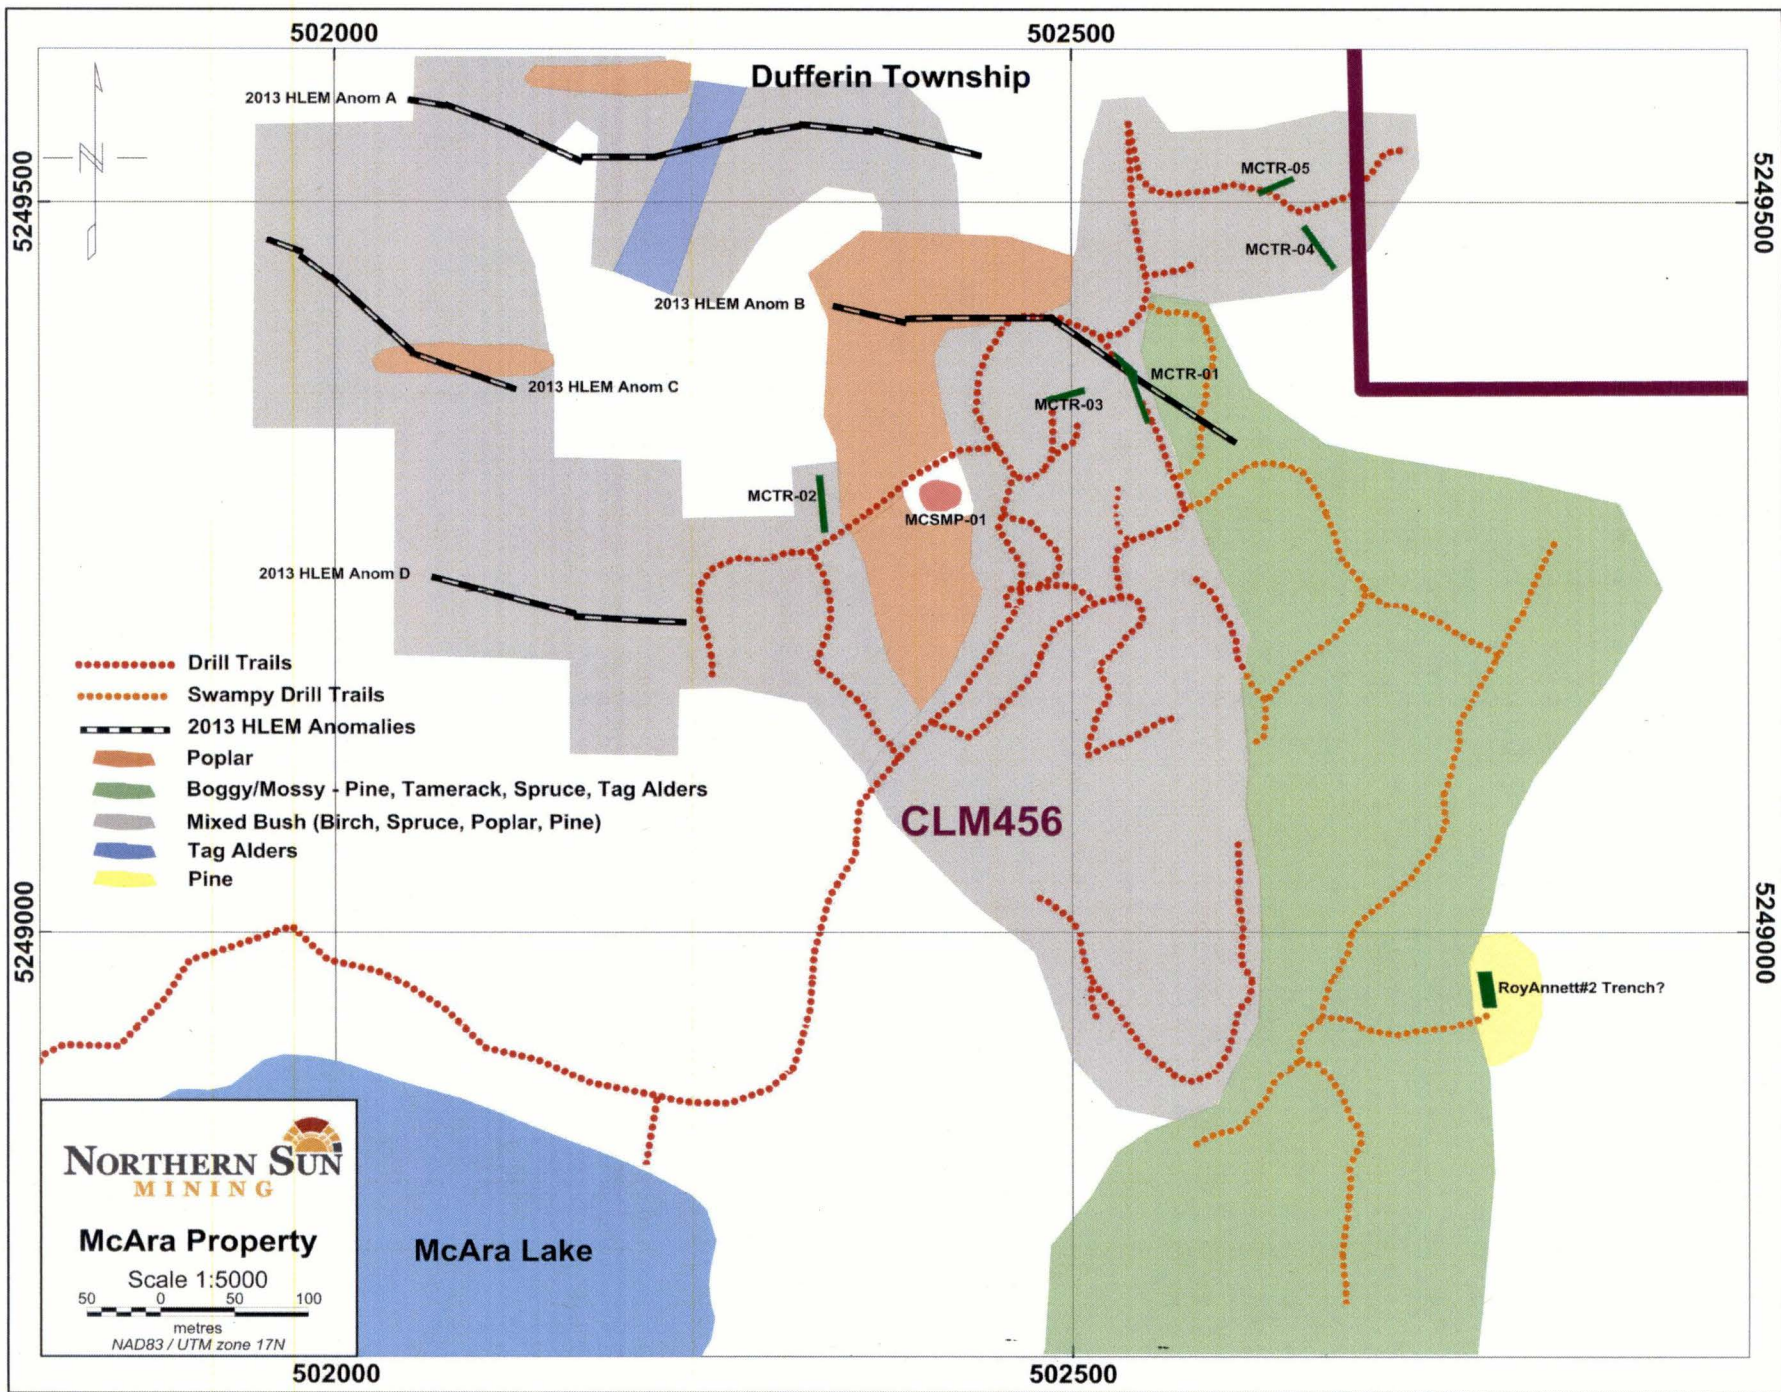 502000
502500
Dufferin Township
2013 HLEM Anom A
N
MCTR-05
5249500
5249500
MCTR-04
2013 HLEM Anom B
MCTR-01
2013 HLEM Anom C
MCTR-03
MCTR-02
MCSMP-01
2013 HLEM Anom D
Drill Trails
Swampy Drill Trails
2013 HLEM Anomalies
Poplar
Boggy/Mossy - Pine, Tamerack, Spruce, Tag Alders
Mixed Bush (Birch, Spruce, Poplar, Pine)
CLM456
Tag Alders
Pine
5249000
5249000
RoyAnnett#2 Trench?
NORTHERN SUN
MINING
McAra Property
Scale 1:5000
50 0 50 100
metres
NAD83 / UTM zone 17N
McAra Lake
502000
502500